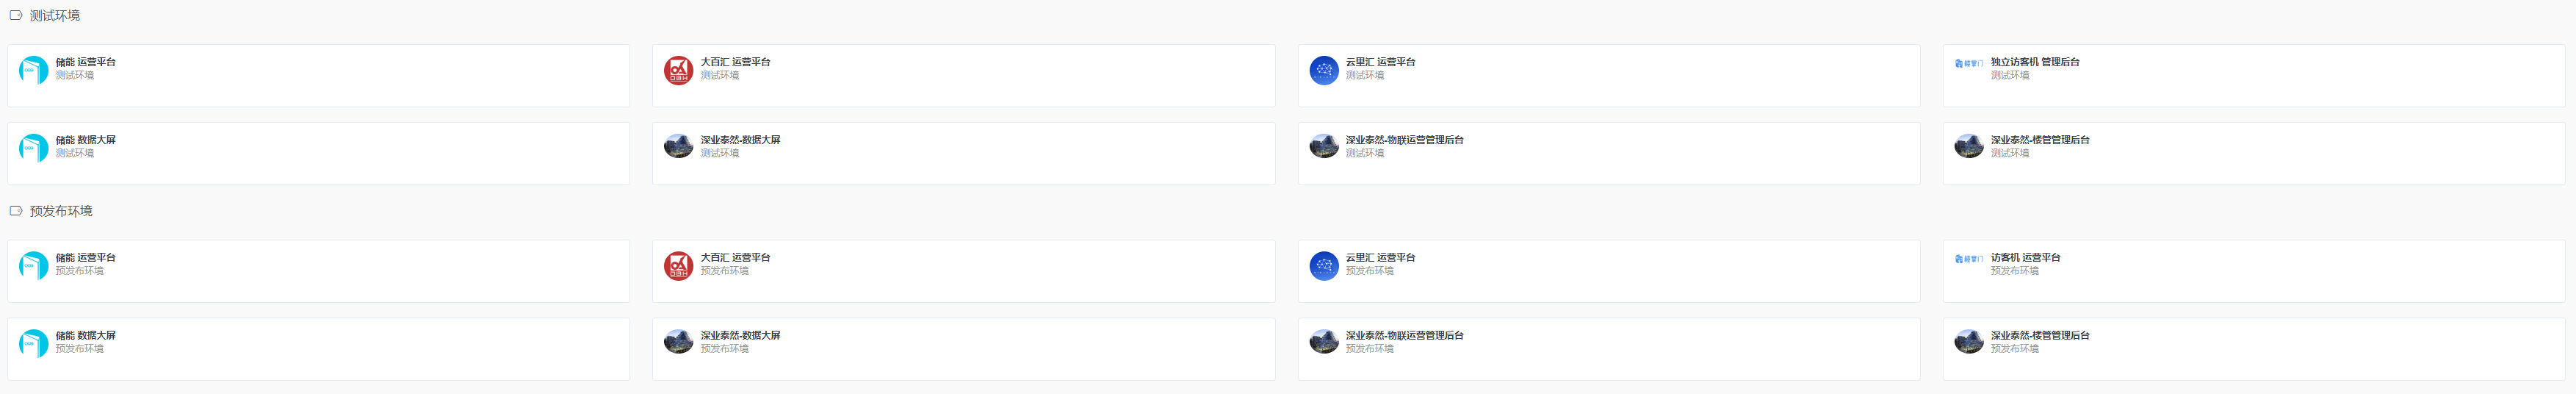 测试环境
储能 运营平台
测试环境
大百汇 运营平台
测试环境
云里汇 运营平台
测试环境
独立访客机 管理后台
测试环境
储能 数据大屏
测试环境
深业泰然-数据大屏
测试环境
深业泰然-物联运营管理后台
测试环境
深业泰然-楼管管理后台
测试环境
预发布环境
储能 运营平台
预发布环境
大百汇 运营平台
预发布环境
云里汇 运营平台
预发布环境
访客机 运营平台
预发布环境
储能 数据大屏
预发布环境
深业泰然-数据大屏
预发布环境
深业泰然-物联运营管理后台
预发布环境
深业泰然-楼管管理后台
预发布环境